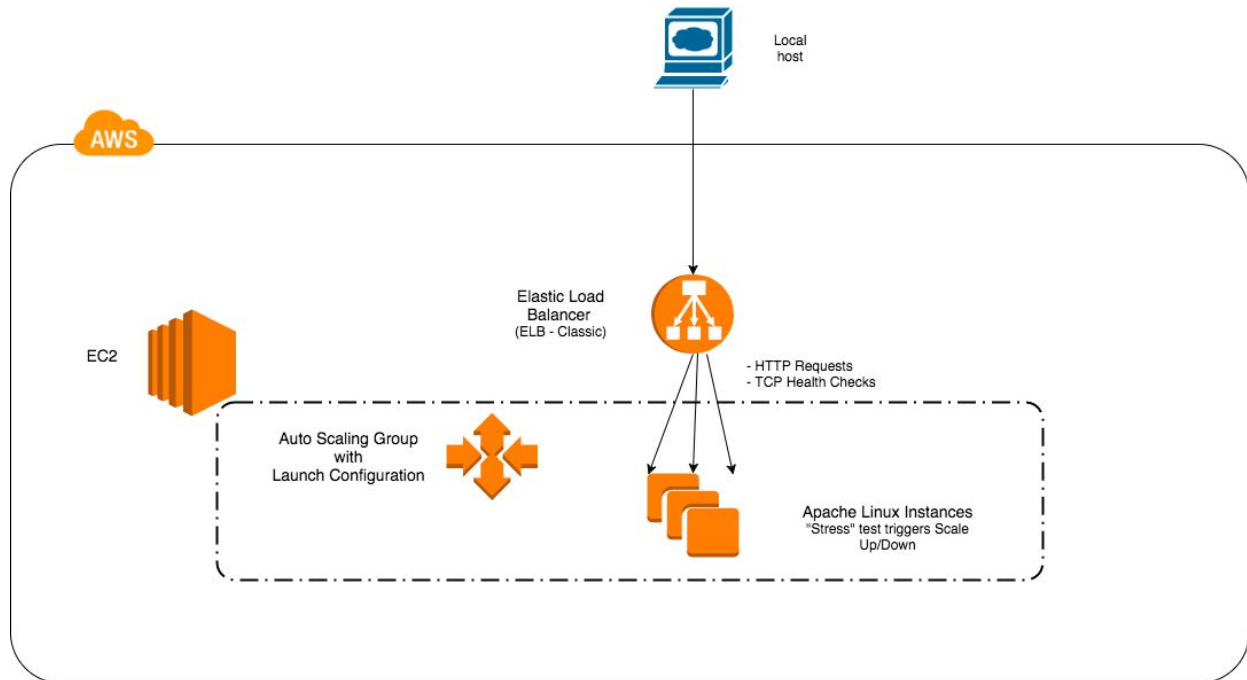 Local
host
AWS
Elastic Load
Balancer
(ELB - Classic)
EC2
- HTTP Requests
- TCP Health Checks
Auto Scaling Group
with
Launch Configuration
Apache Linux Instances
"Stress" test triggers Scale
Up/Down